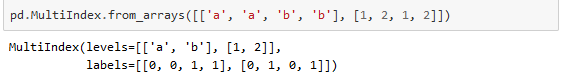 pd.MultiIndex.from_arrays([['a', 'a', 'b', 'b'], [1, 2, 1, 2]])
MultiIndex(levels=[['a', 'b'], [1, 2]],
labels=[[0, 0, 1, 1], [0, 1, 0, 1]])